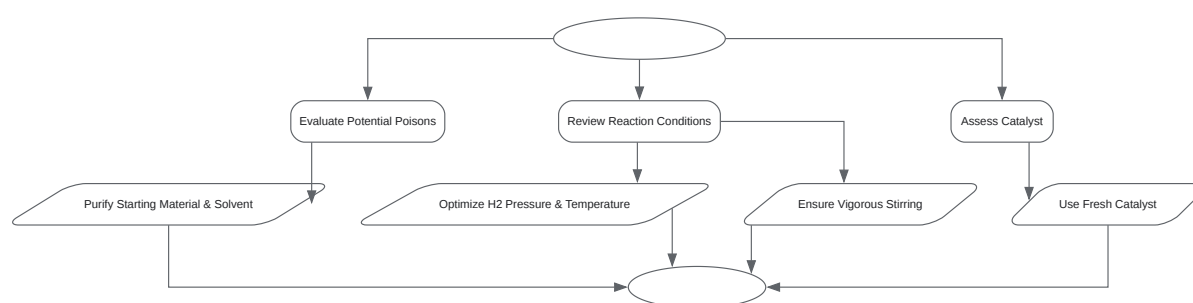 Evaluate Potential Poisons
Review Reaction Conditions
Assess Catalyst
Purify Starting Material & Solvent
Optimize H2 Pressure & Temperature
Ensure Vigorous Stirring
Use Fresh Catalyst